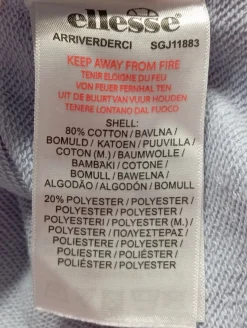 ellesse
ARRIVERDERCI SGJ11883
KEEP AWAY FROM FIRE
TENIR ELOIGNE DU FEU
VON FEUER FERNHALTEN
UIT DE BUURT VAN VUUR HOUDEN
TENERE LONTANO DAL FUOCO
SHELL:
80% COTTON / BAVLNA /
BOMULD / KATOEN / PUUVILLA /
COTON (M.) / BAUMWOLLE /
BAMBAKI / COTONE /
BOMULL / BAWELNA /
ALGODÃO / ALGODÓN / BOMULL
20% POLYESTER / POLYESTER /
POLYESTER / POLYESTER /
POLYESTERI / POLYESTER (M.) /
POLYESTER / ΠΟΛΥΕΣΤΕΡΑΣ /
POLIESTERE / POLYESTER /
POLIESTER / POLIÉSTER /
POLIÉSTER / POLYESTER